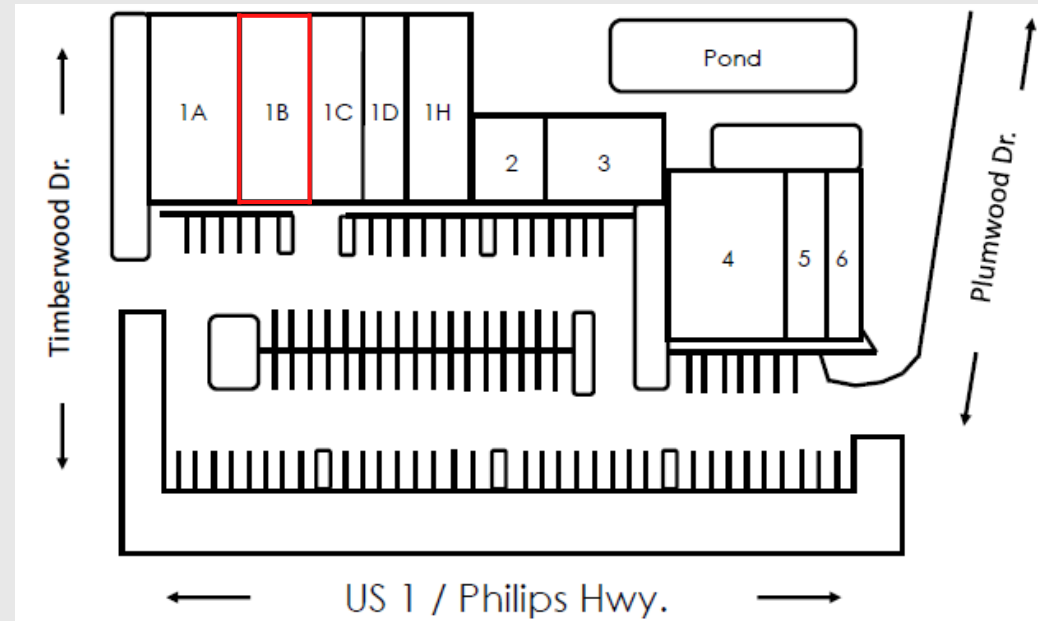 Pond
1A
1B
1C
1D
1H
2
3
4
5
6
Timberwood Dr.
Plumwood Dr.
US 1 / Philips Hwy.